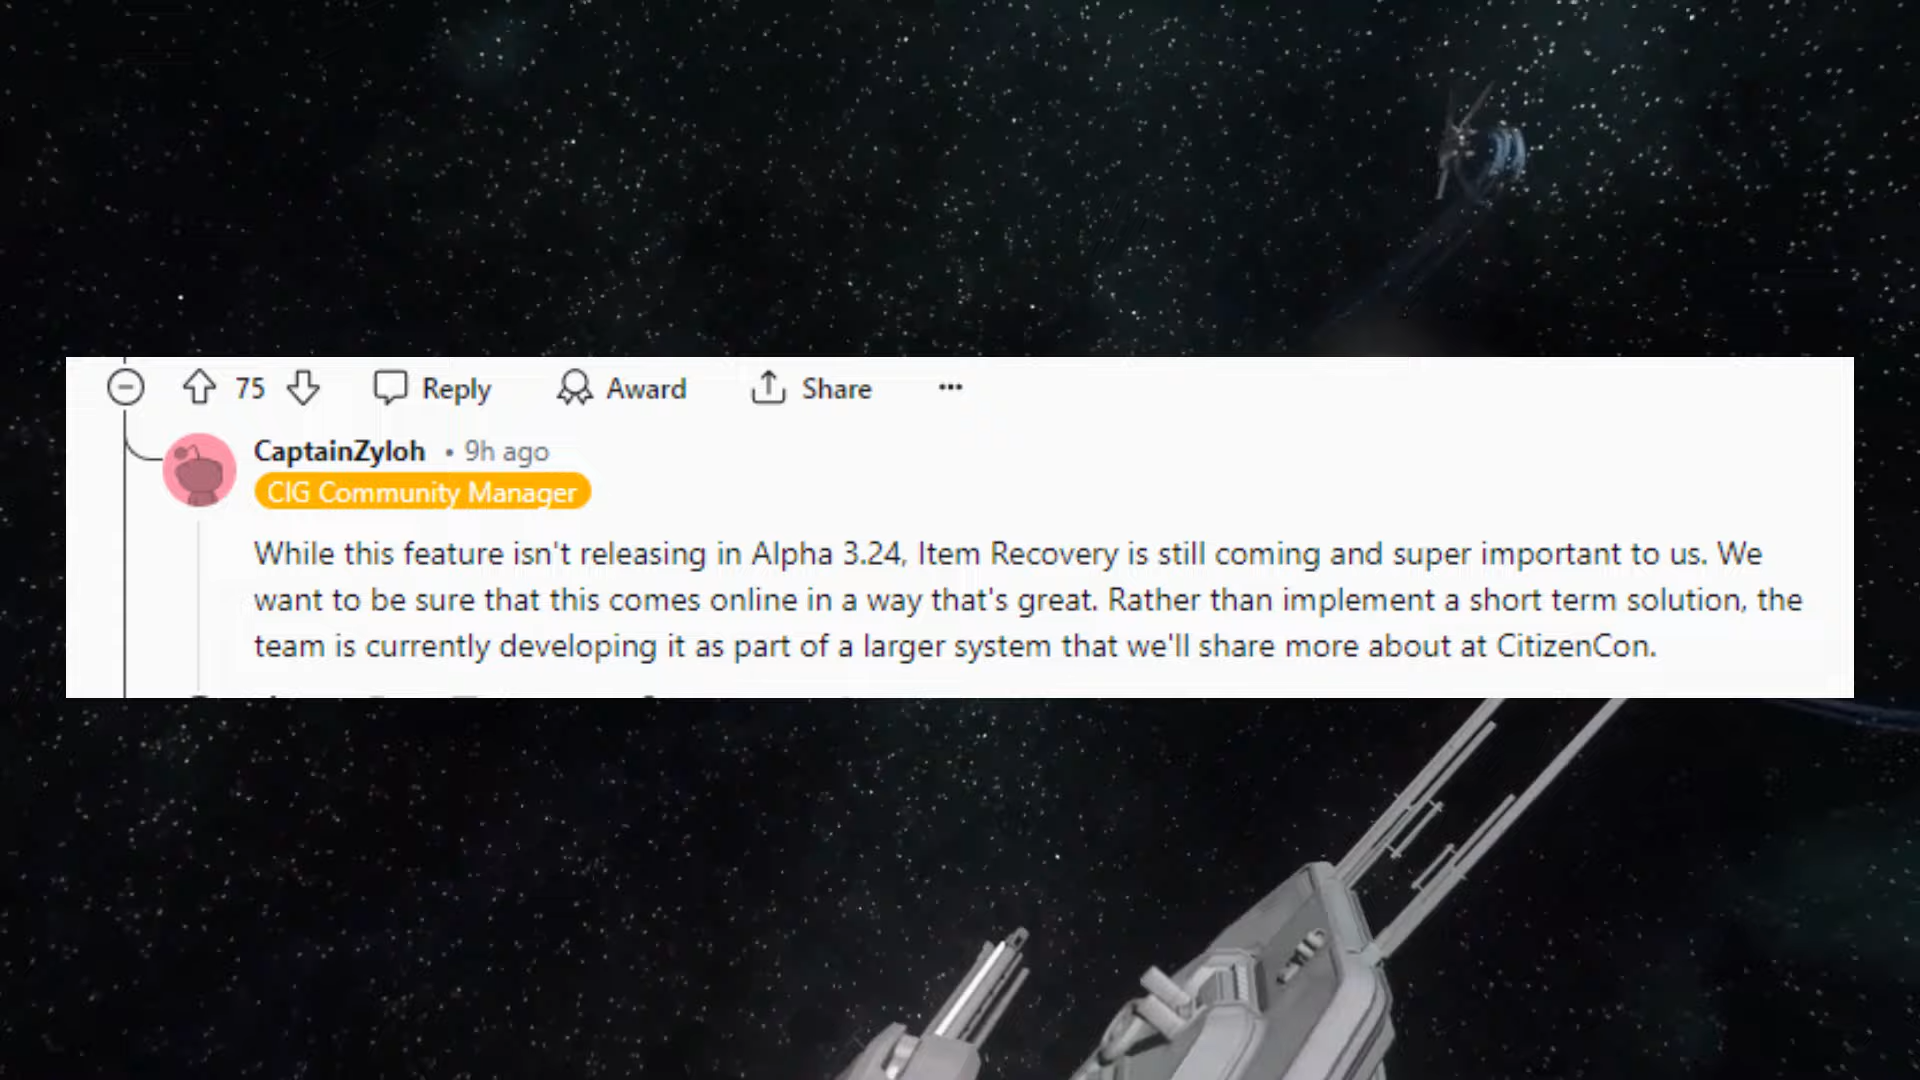 75 Reply Award Share •••
CaptainZyloh • 9h ago
CIG Community Manager
While this feature isn't releasing in Alpha 3.24, Item Recovery is still coming and super important to us. We
want to be sure that this comes online in a way that's great. Rather than implement a short term solution, the
team is currently developing it as part of a larger system that we'll share more about at CitizenCon.